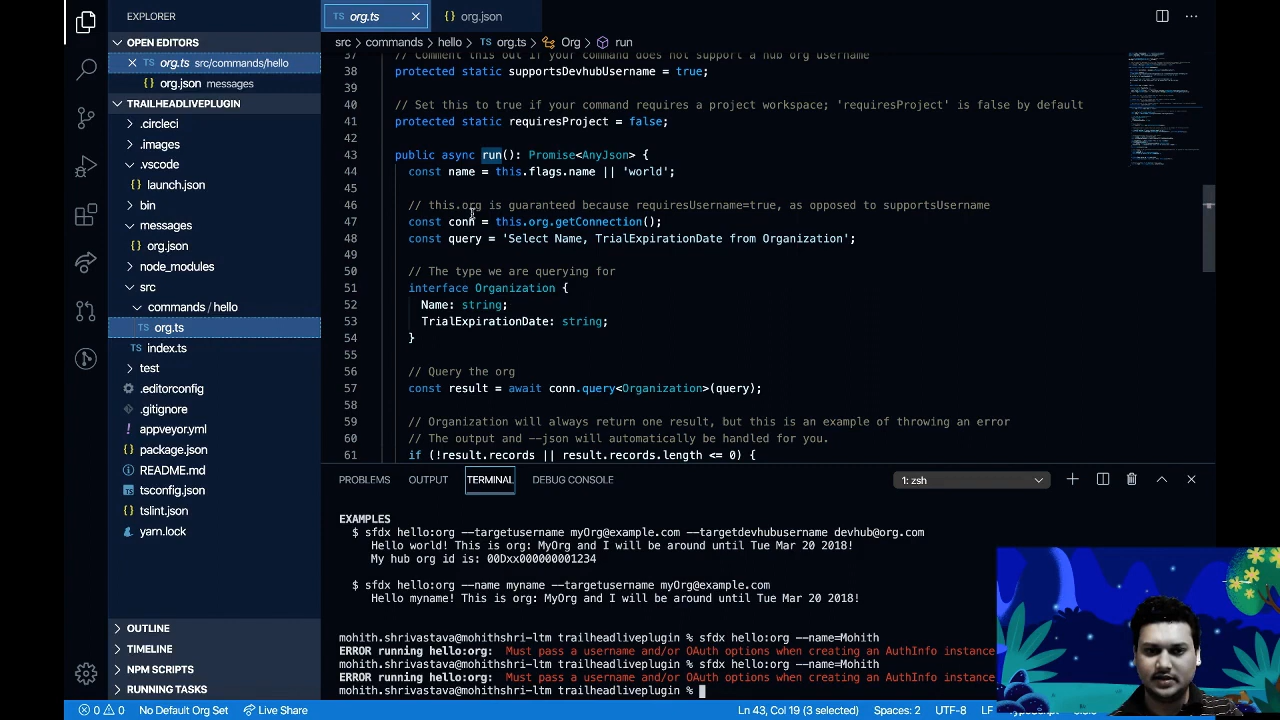 EXPLORER
OPEN EDITORS
org.ts src/commands/hello
org.json messages
TRAILHEADLIVEPLUGIN
.circleci
.images
.vscode
launch.json
bin
messages
org.json
node_modules
src
commands / hello
org.ts
index.ts
test
.editorconfig
.gitignore
appveyor.yml
package.json
README.md
tsconfig.json
tslint.json
yarn.lock
OUTLINE
TIMELINE
NPM SCRIPTS
RUNNING TASKS
org.ts
org.json
src > commands > hello > org.ts > Org > run
37 // Comment this out if your command does not support a hub org username
38 protected static supportsDevhubUsername = true;
39
40 // Set this to true if your command requires a project workspace; 'requiresProject' is false by default
41 protected static requiresProject = false;
42
43 public async run(): Promise<AnyJson> {
44 const name = this.flags.name || 'world';
45
46 // this.org is guaranteed because requiresUsername=true, as opposed to supportsUsername
47 const conn = this.org.getConnection();
48 const query = 'Select Name, TrialExpirationDate from Organization';
49
50 // The type we are querying for
51 interface Organization {
52 Name: string;
53 TrialExpirationDate: string;
54 }
55
56 // Query the org
57 const result = await conn.query<Organization>(query);
58
59 // Organization will always return one result, but this is an example of throwing an error
60 // The output and --json will automatically be handled for you.
61 if (!result.records || result.records.length <= 0) {
PROBLEMS OUTPUT TERMINAL DEBUG CONSOLE 1: zsh
EXAMPLES
$ sfdx hello:org --targetusername myOrg@example.com --targetdevhubusername devhub@org.com
Hello world! This is org: MyOrg and I will be around until Tue Mar 20 2018!
My hub org id is: 00Dxx000000001234
$ sfdx hello:org --name myname --targetusername myOrg@example.com
Hello myname! This is org: MyOrg and I will be around until Tue Mar 20 2018!
mohith.shrivastava@mohithshri-ltm trailheadliveplugin % sfdx hello:org --name=Mohith
ERROR running hello:org: Must pass a username and/or OAuth options when creating an AuthInfo instance
mohith.shrivastava@mohithshri-ltm trailheadliveplugin % sfdx hello:org --name=Mohith
ERROR running hello:org: Must pass a username and/or OAuth options when creating an AuthInfo instance
mohith.shrivastava@mohithshri-ltm trailheadliveplugin %
0 0 No Default Org Set Live Share Ln 43, Col 19 (3 selected) Spaces: 2 UTF-8 LF